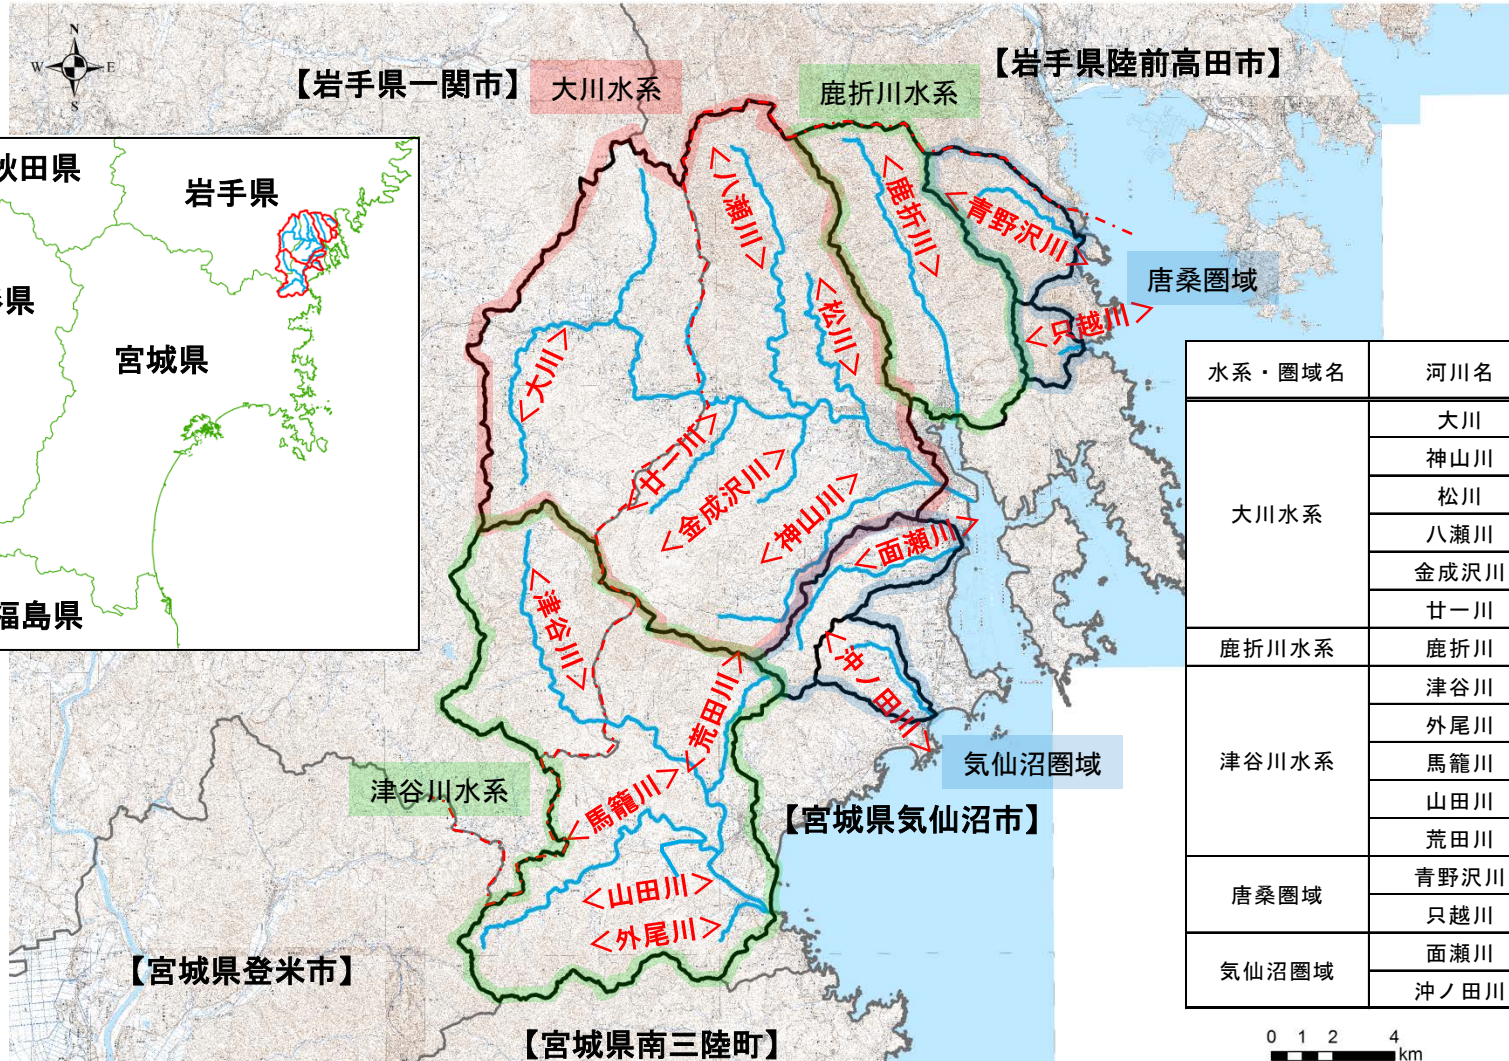 N
W E
S
【岩手県一関市】
大川水系
鹿折川水系
【岩手県陸前高田市】
秋田県
岩手県
県
宮城県
福島県
<八瀬川>
<鹿折川>
<青野沢川>
唐桑圏域
<松川>
<只越川>
<大川>
<廿一川>
<金成沢川>
<神山川>
<面瀬川>
<津谷川>
<沖ノ田川>
<荒田川>
気仙沼圏域
津谷川水系
<馬籠川>
【宮城県気仙沼市】
<山田川>
<外尾川>
【宮城県登米市】
【宮城県南三陸町】
水系・圏域名 河川名
大川水系 大川
神山川
松川
八瀬川
金成沢川
廿一川
鹿折川水系 鹿折川
津谷川水系 津谷川
外尾川
馬籠川
山田川
荒田川
唐桑圏域 青野沢川
只越川
気仙沼圏域 面瀬川
沖ノ田川
0 1 2 4
km